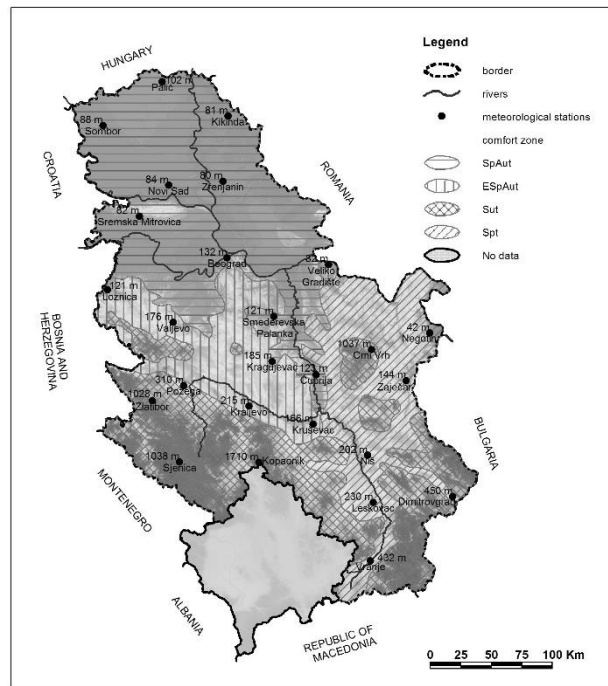 HUNGARY
CROATIA
ROMANIA
BOSNIA AND
HERZEGOVINA
MONTENEGRO
ALBANIA
REPUBLIC OF
MACEDONIA
BULGARIA
102 m
Palić
81 m
Kikinda
88 m
Sombor
84 m
Novi Sad
80 m
Zrenjanin
82 m
Sremska Mitrovica
132 m
Beograd
82 m
Veliko
Gradište
121 m
Loznica
176 m
Valjevo
121 m
Smederevska
Palanka
42 m
Negotin
1037 m
Crni Vrh
185 m
Kragujevac
123 m
Ćuprija
144 m
Zaječar
310 m
Požega
1028 m
Zlatibor
215 m
Kraljevo
166 m
Kruševac
1038 m
Sjenica
1710 m
Kopaonik
202 m
Niš
230 m
Leskovac
450 m
Dimitrovgrad
432 m
Vranje
Legend
border
rivers
meteorological stations
comfort zone
SpAut
ESpAut
Sut
Spt
No data
0 25 50 75 100 Km